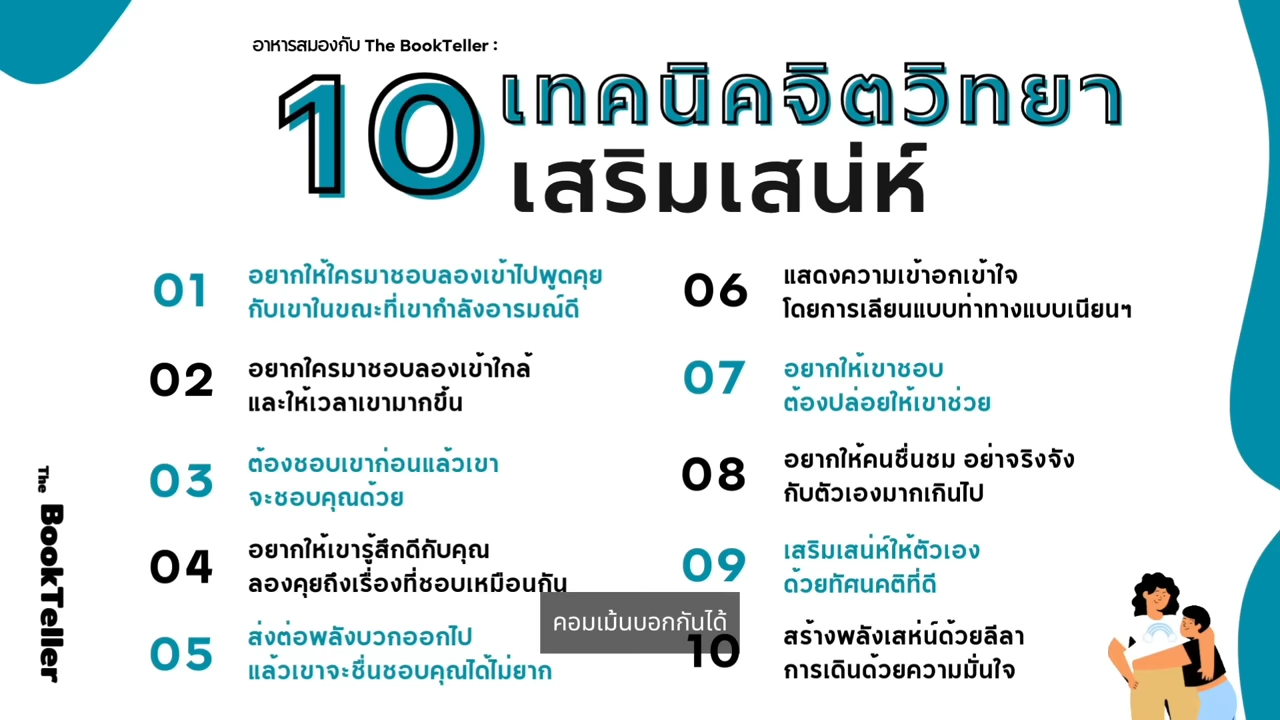 อาหารสมองกับ The BookTeller :
10 เทคนิคจิตวิทยา
เสริมเสน่ห์
01 อยากให้ใครมาชอบลองเข้าไปพูดคุย
กับเขาในขณะที่เขากำลังอารมณ์ดี
02 อยากใครมาชอบลองเข้าใกล้
และให้เวลาเขามากขึ้น
03 ต้องชอบเขาก่อนแล้วเขา
จะชอบคุณด้วย
04 อยากให้เขารู้สึกดีกับคุณ
ลองคุยถึงเรื่องที่ชอบเหมือนกัน
05 ส่งต่อพลังบวกออกไป
แล้วเขาจะชื่นชอบคุณได้ไม่ยาก
06 แสดงความเข้าอกเข้าใจ
โดยการเลียนแบบท่าทางแบบเนียนๆ
07 อยากให้เขาชอบ
ต้องปล่อยให้เขาช่วย
08 อยากให้คนชื่นชม อย่าจริงจัง
กับตัวเองมากเกินไป
09 เสริมเสน่ห์ให้ตัวเอง
ด้วยทัศนคติที่ดี
10 สร้างพลังเสห่น์ด้วยลีลา
การเดินด้วยความมั่นใจ
คอมเม้นบอกกันได้
The BookTeller